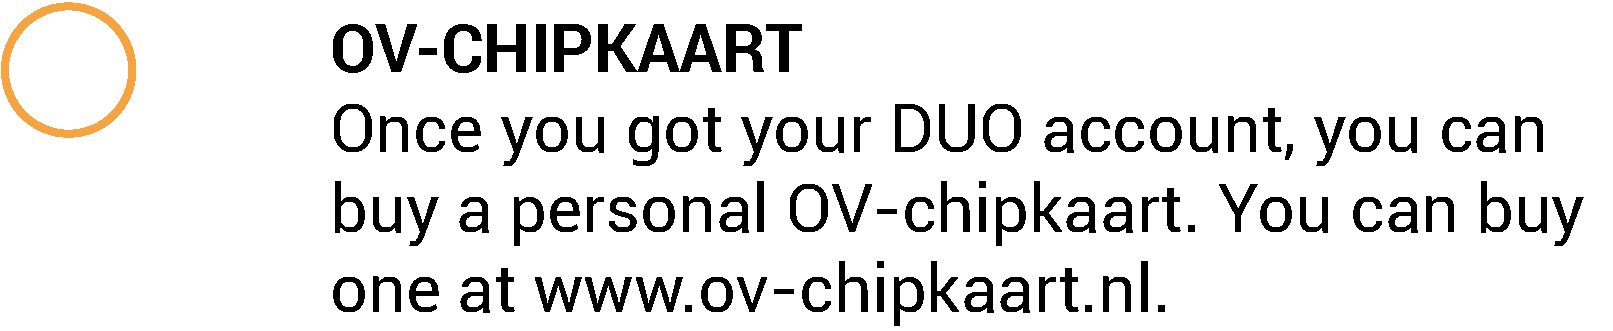 OV-CHIPKAART
Once you got your DUO account, you can
buy a personal OV-chipkaart. You can buy
one at www.ov-chipkaart.nl.